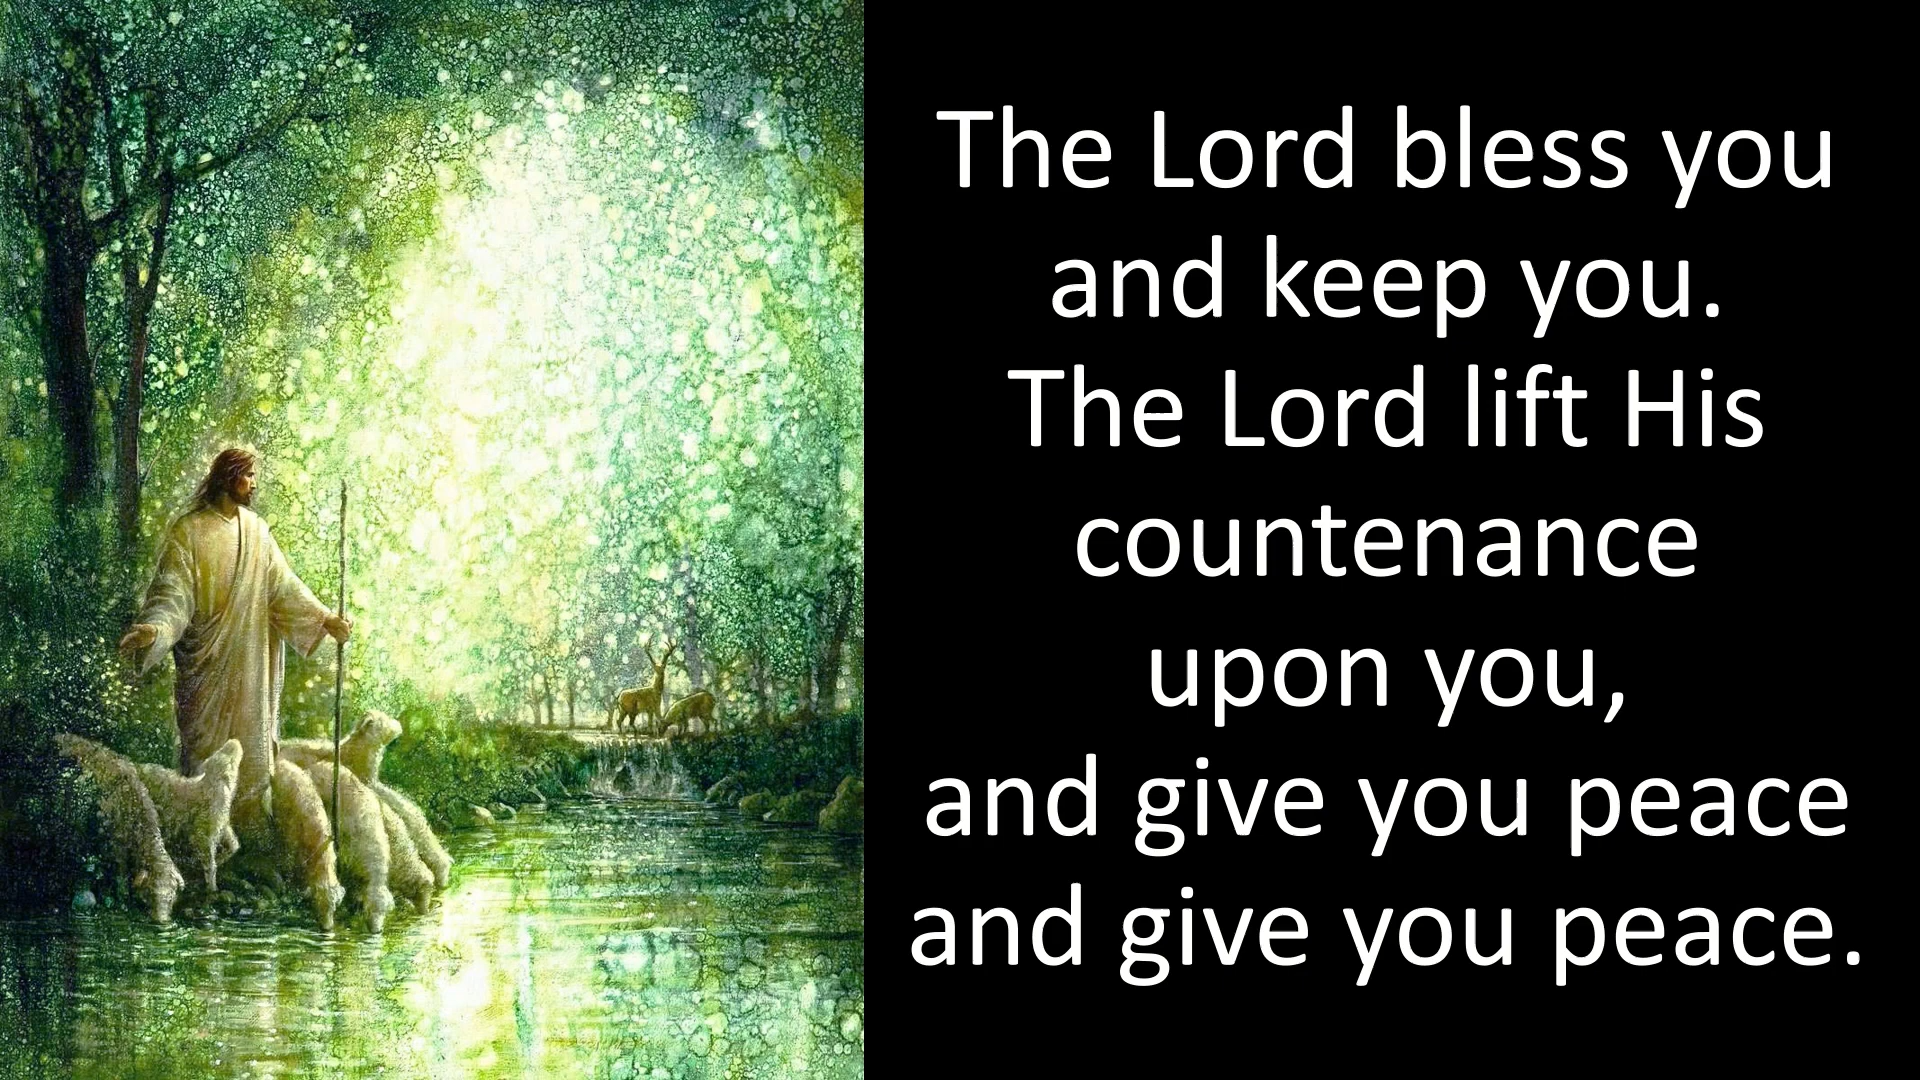 The Lord bless you
and keep you.
The Lord lift His
countenance
upon you,
and give you peace
and give you peace.